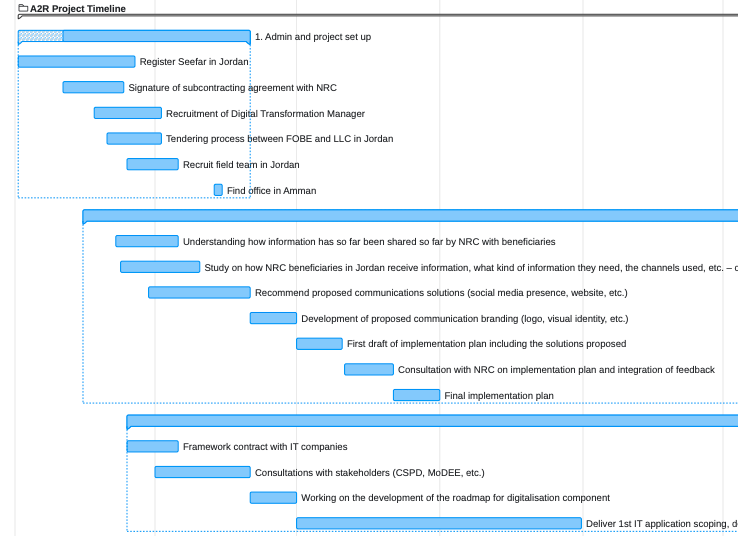 A2R Project Timeline
1. Admin and project set up
Register Seefar in Jordan
Signature of subcontracting agreement with NRC
Recruitment of Digital Transformation Manager
Tendering process between FOBE and LLC in Jordan
Recruit field team in Jordan
Find office in Amman
Understanding how information has so far been shared so far by NRC with beneficiaries
Study on how NRC beneficiaries in Jordan receive information, what kind of information they need, the channels used, etc. –
Recommend proposed communications solutions (social media presence, website, etc.)
Development of proposed communication branding (logo, visual identity, etc.)
First draft of implementation plan including the solutions proposed
Consultation with NRC on implementation plan and integration of feedback
Final implementation plan
Framework contract with IT companies
Consultations with stakeholders (CSPD, MoDEE, etc.)
Working on the development of the roadmap for digitalisation component
Deliver 1st IT application scoping,